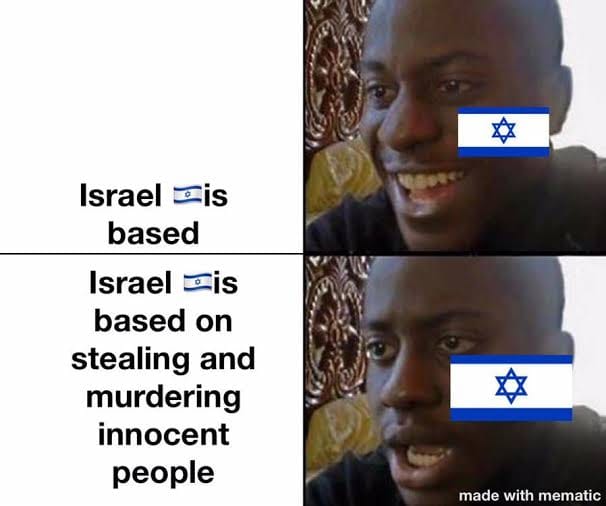 Israel 🇮🇱is
based
Israel 🇮🇱is
based on
stealing and
murdering
innocent
people
made with mematic